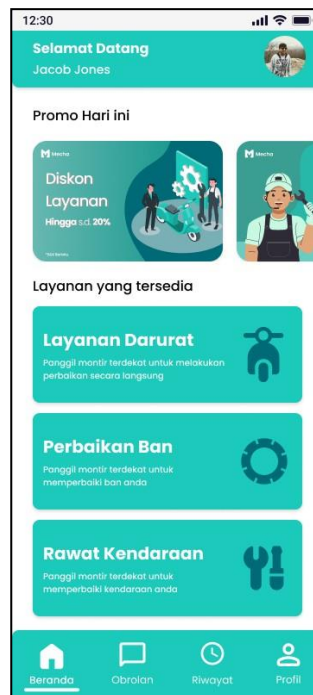 12:30
Selamat Datang
Jacob Jones
Promo Hari ini
Mecha
Diskon
Layanan
Hingga s.d. 20%
Mecha
Layanan yang tersedia
Layanan Darurat
Panggil montir terdekat untuk melakukan
perbaikan secara langsung
Perbaikan Ban
Panggil montir terdekat untuk
memperbaiki ban anda
Rawat Kendaraan
Panggil montir terdekat untuk
memperbaiki kendaraan anda
Beranda
Obrolan
Riwayat
Profil